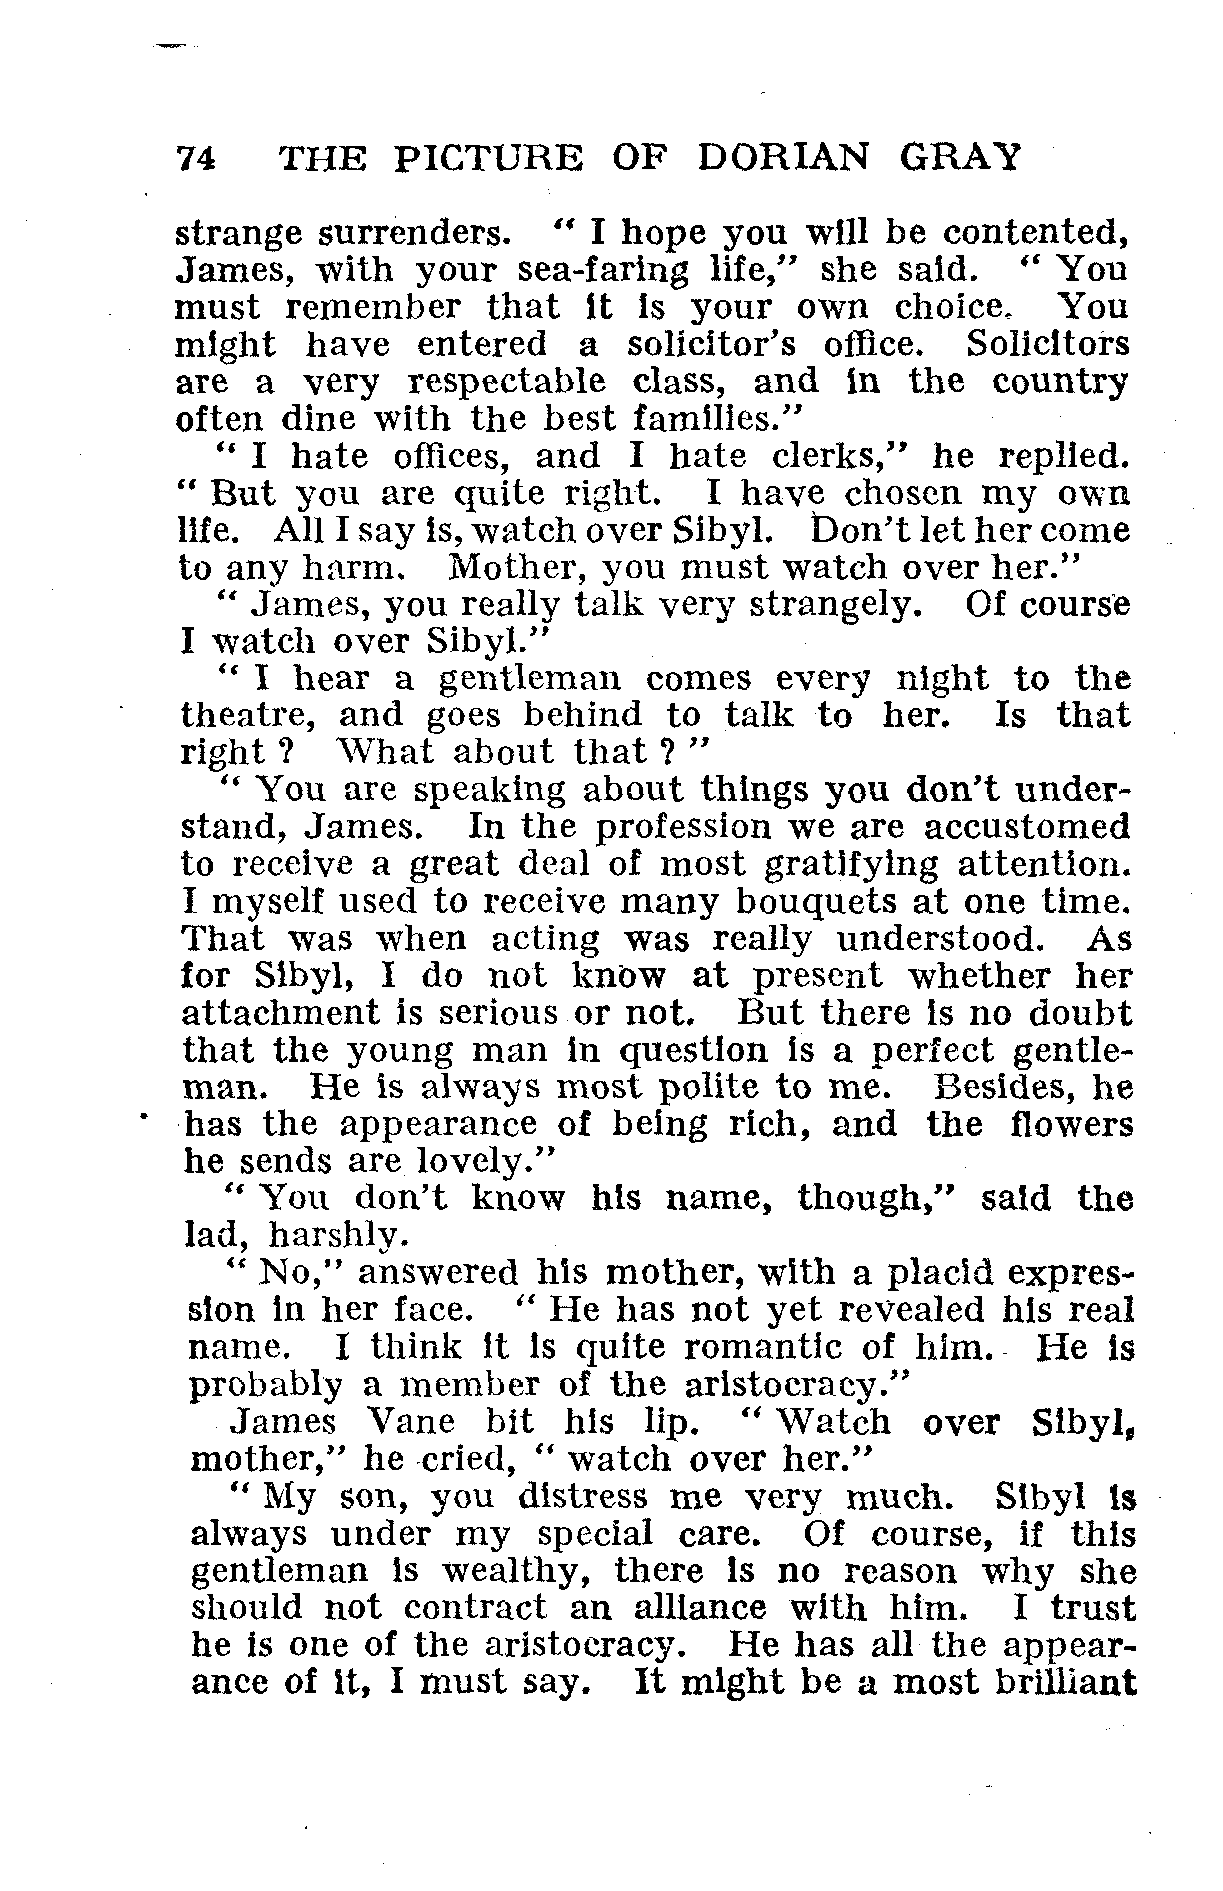 74 THE PICTURE OF DORIAN GRAY
strange surrenders. “ I hope you will be contented,
James, with your sea-faring life,” she said. “ You
must remember that it is your own choice. You
might have entered a solicitor’s office. Solicitors
are a very respectable class, and in the country
often dine with the best families.”
“ I hate offices, and I hate clerks,” he replied.
“ But you are quite right. I have chosen my own
life. All I say is, watch over Sibyl. Don’t let her come
to any harm. Mother, you must watch over her.”
“ James, you really talk very strangely. Of course
I watch over Sibyl.”
“ I hear a gentleman comes every night to the
theatre, and goes behind to talk to her. Is that
right ? What about that ? ”
“ You are speaking about things you don’t under-
stand, James. In the profession we are accustomed
to receive a great deal of most gratifying attention.
I myself used to receive many bouquets at one time.
That was when acting was really understood. As
for Sibyl, I do not know at present whether her
attachment is serious or not. But there is no doubt
that the young man in question is a perfect gentle-
man. He is always most polite to me. Besides, he
has the appearance of being rich, and the flowers
he sends are lovely.”
“ You don’t know his name, though,” said the
lad, harshly.
“ No,” answered his mother, with a placid expres-
sion in her face. “ He has not yet revealed his real
name. I think it is quite romantic of him. He is
probably a member of the aristocracy.”
James Vane bit his lip. “ Watch over Sibyl,
mother,” he cried, “ watch over her.”
“ My son, you distress me very much. Sibyl is
always under my special care. Of course, if this
gentleman is wealthy, there is no reason why she
should not contract an alliance with him. I trust
he is one of the aristocracy. He has all the appear-
ance of it, I must say. It might be a most brilliant